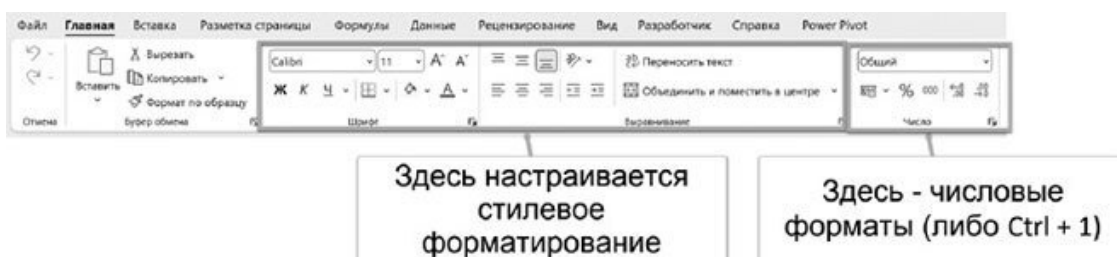 Файл Главная Вставка Разметка страницы Формулы Данные Рецензирование Вид Разработчик Справка Power Pivot
Вырезать
Calibri 11 A A
Переносить текст
Общий
Вставить
Копировать
Формат по образцу
Ж К Ч
Объединить и поместить в центре
% 000
Отмена Буфер обмена Шрифт Выравнивание Число
Здесь настраивается
стилевое
форматирование
Здесь - числовые
форматы (либо Ctrl + 1)